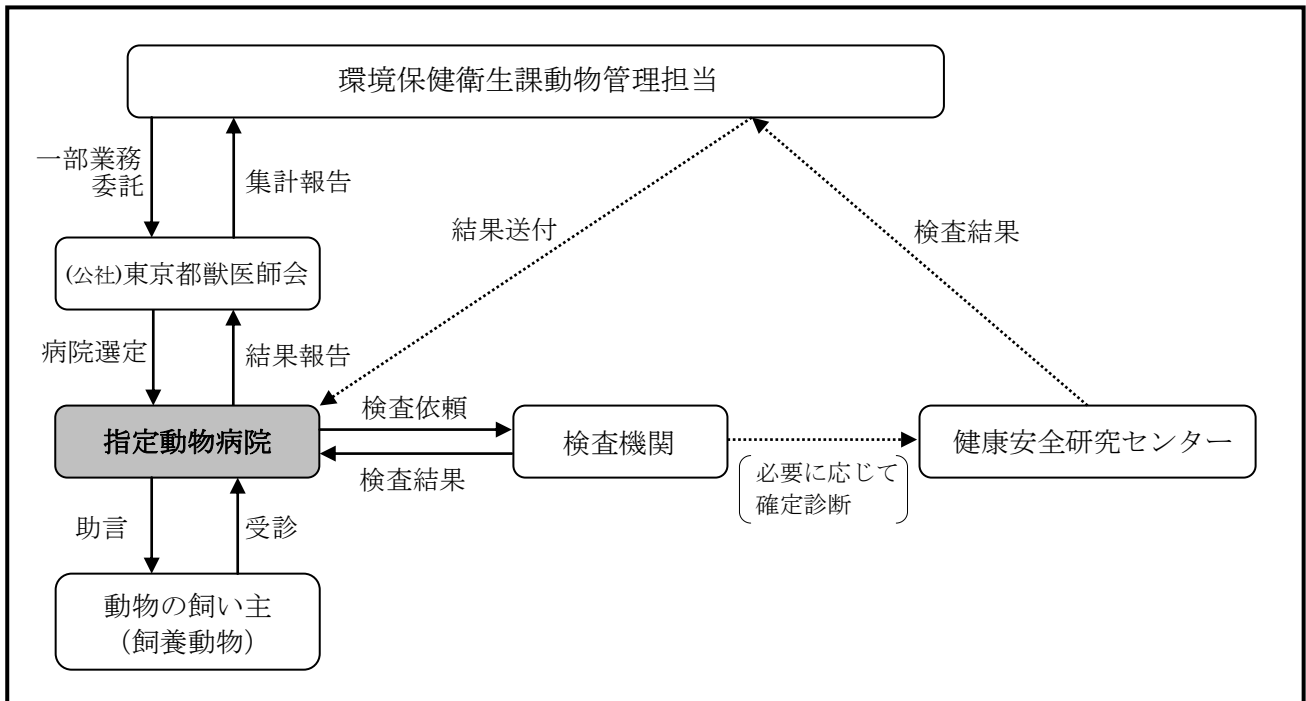 環境保健衛生課動物管理担当
一部業務
委託
集計報告
結果送付
検査結果
(公社)東京都獣医師会
病院選定
結果報告
指定動物病院
検査依頼
検査結果
検査機関
必要に応じて
確定診断
健康安全研究センター
助言
受診
動物の飼い主
（飼養動物）